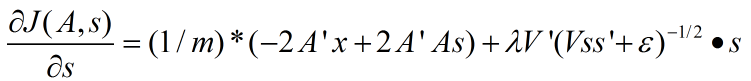 ∂J(A,s)/∂s = (1/m)*(−2A'x+2A'As)+λV'(Vss'+ε)^{−1/2} • s